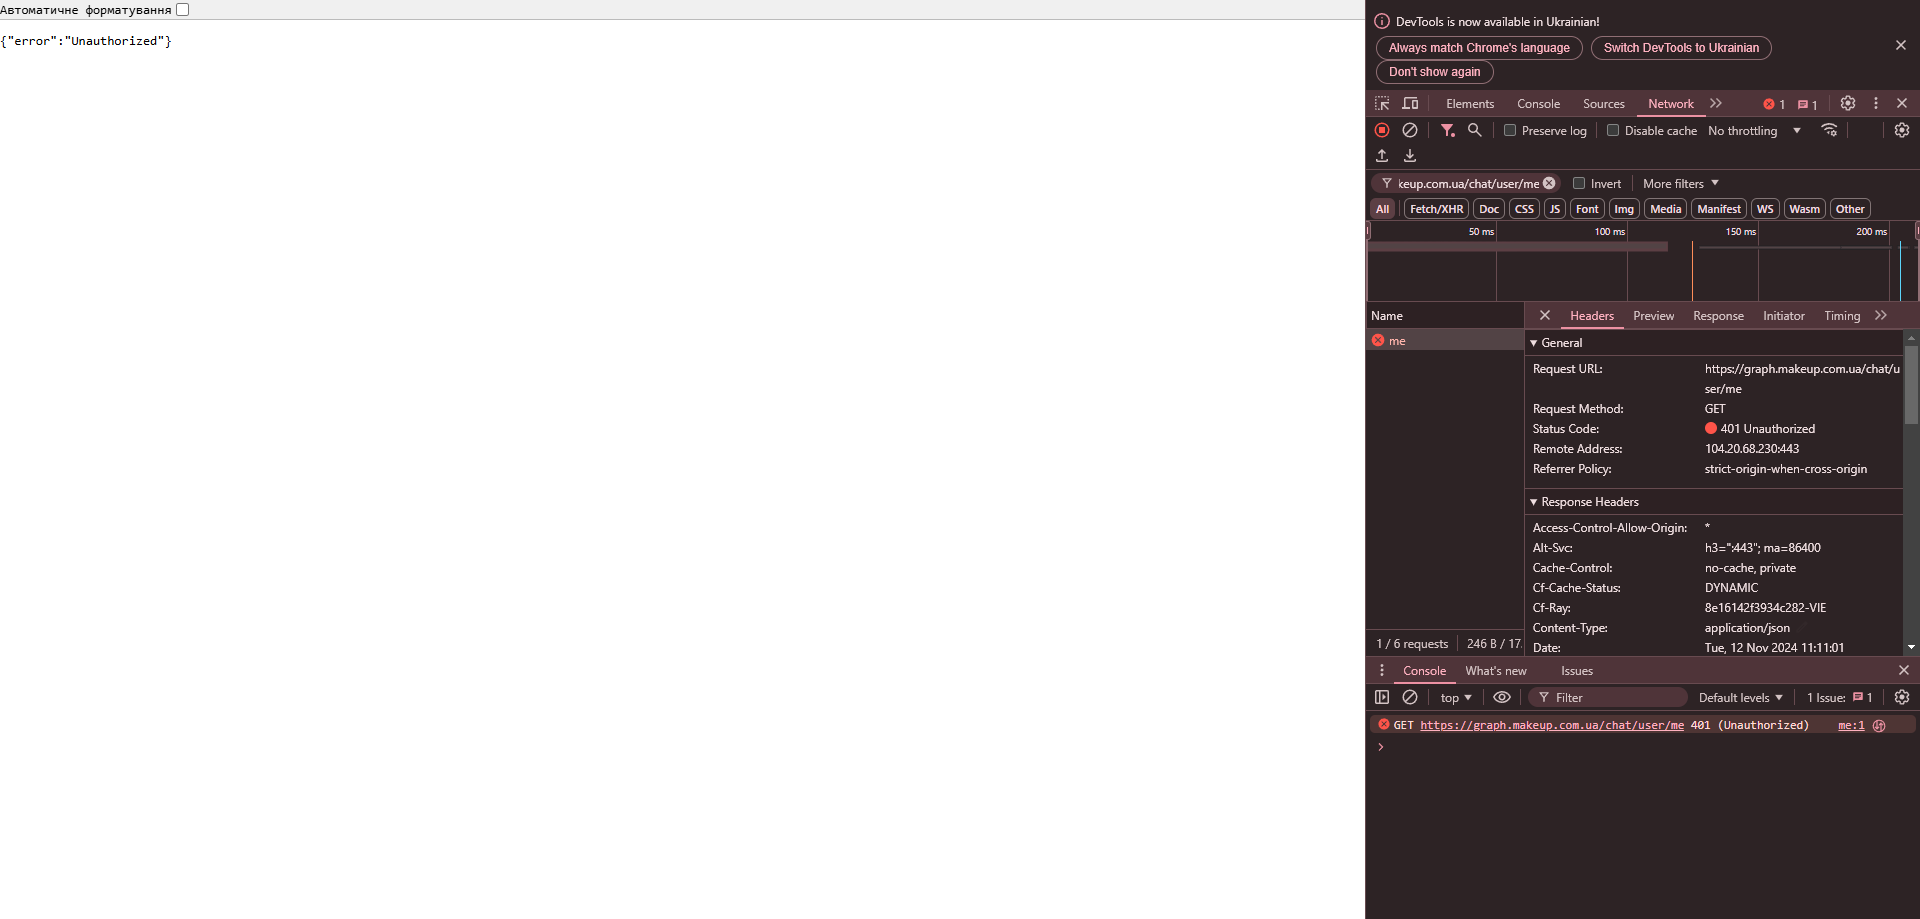 Автоматичне форматування
{"error":"Unauthorized"}
DevTools is now available in Ukrainian!
Always match Chrome's language
Switch DevTools to Ukrainian
Don't show again
Elements Console Sources Network 1 1
Preserve log Disable cache No throttling
keup.com.ua/chat/user/me Invert More filters
All Fetch/XHR Doc CSS JS Font Img Media Manifest WS Wasm Other
50 ms 100 ms 150 ms 200 ms
Name
me
Headers Preview Response Initiator Timing
General
Request URL: https://graph.makeup.com.ua/chat/u
ser/me
Request Method: GET
Status Code: 401 Unauthorized
Remote Address: 104.20.68.230:443
Referrer Policy: strict-origin-when-cross-origin
Response Headers
Access-Control-Allow-Origin: *
Alt-Svc: h3=":443"; ma=86400
Cache-Control: no-cache, private
Cf-Cache-Status: DYNAMIC
Cf-Ray: 8e16142f3934c282-VIE
Content-Type: application/json
Date: Tue, 12 Nov 2024 11:11:01
1 / 6 requests 246 B / 17.
Console What's new Issues
top Filter Default levels 1 Issue: 1
GET https://graph.makeup.com.ua/chat/user/me 401 (Unauthorized) me:1